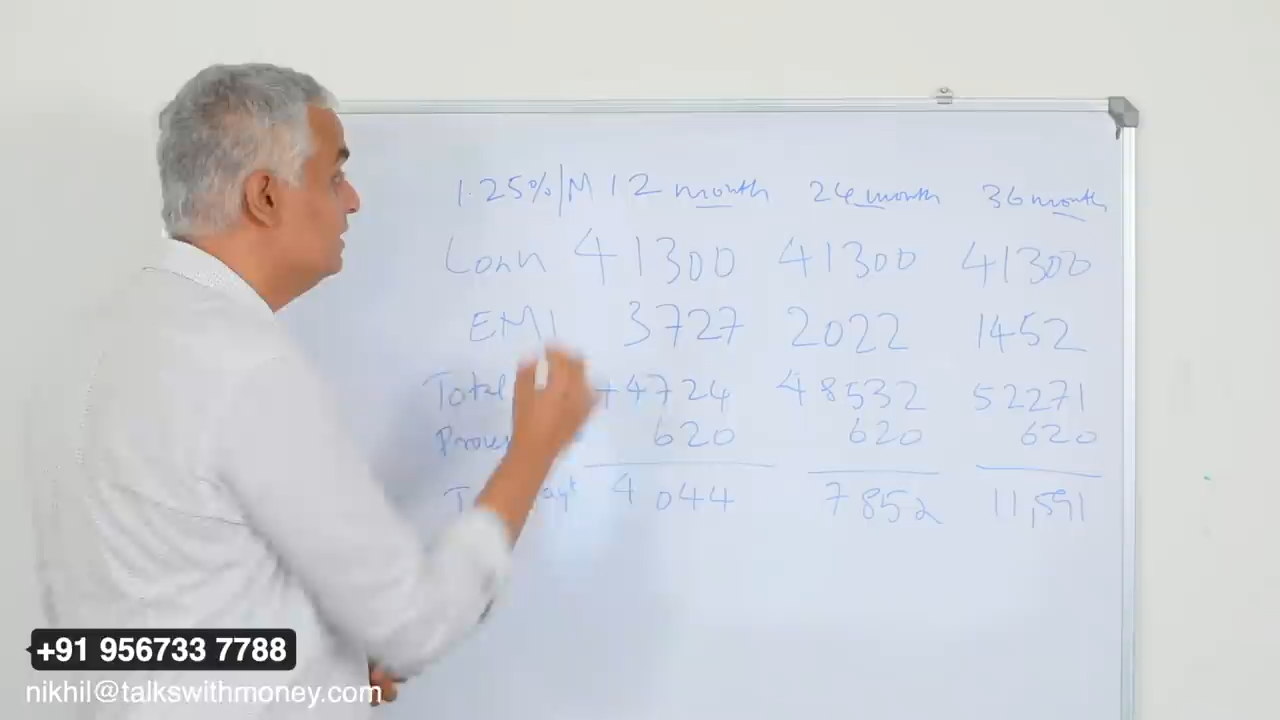 1.25%/M 12 month 24 month 36 month
Loan 41300 41300 41300
EMI 3727 2022 1452
Total 44724 48532 52271
620 620 620
4044 7852 11,591
+91 956733 7788
nikhil@talkswithmoney.com